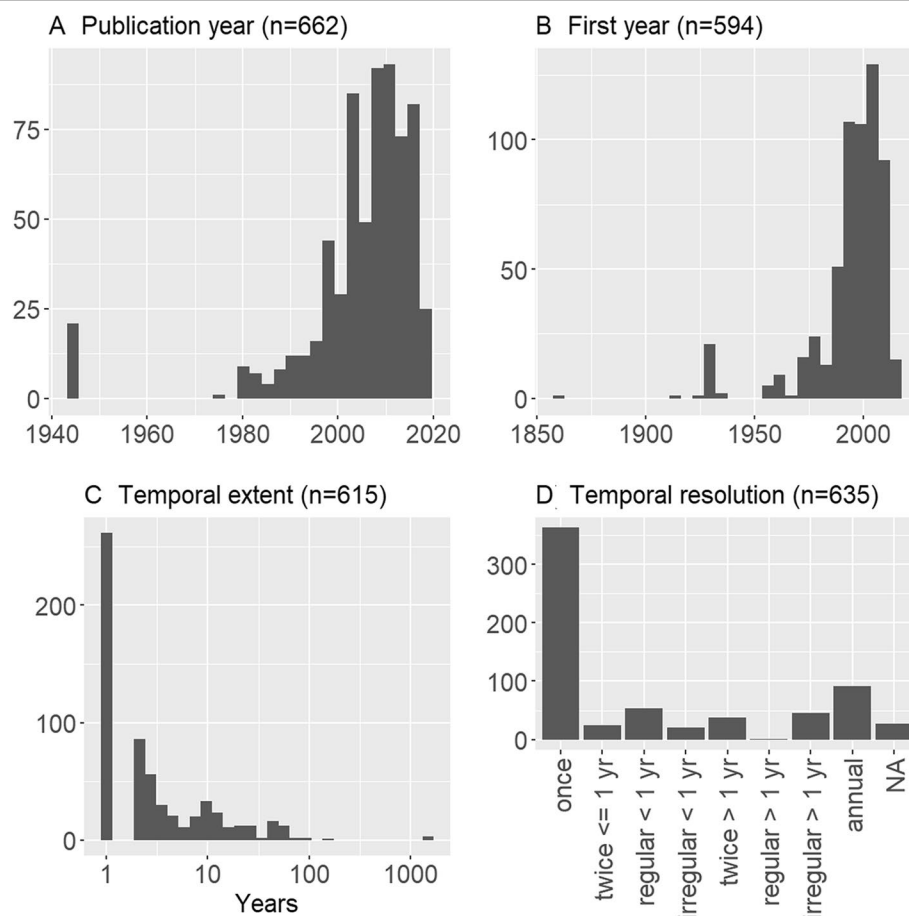 A Publication year (n=662)
75
50
25
0
1940 1960 1980 2000 2020
B First year (n=594)
100
50
0
1850 1900 1950 2000
C Temporal extent (n=615)
200
100
0
1 10 100 1000
Years
D Temporal resolution (n=635)
300
200
100
0
once
twice <= 1 yr
regular < 1 yr
irregular < 1 yr
twice > 1 yr
regular > 1 yr
irregular > 1 yr
annual
NA